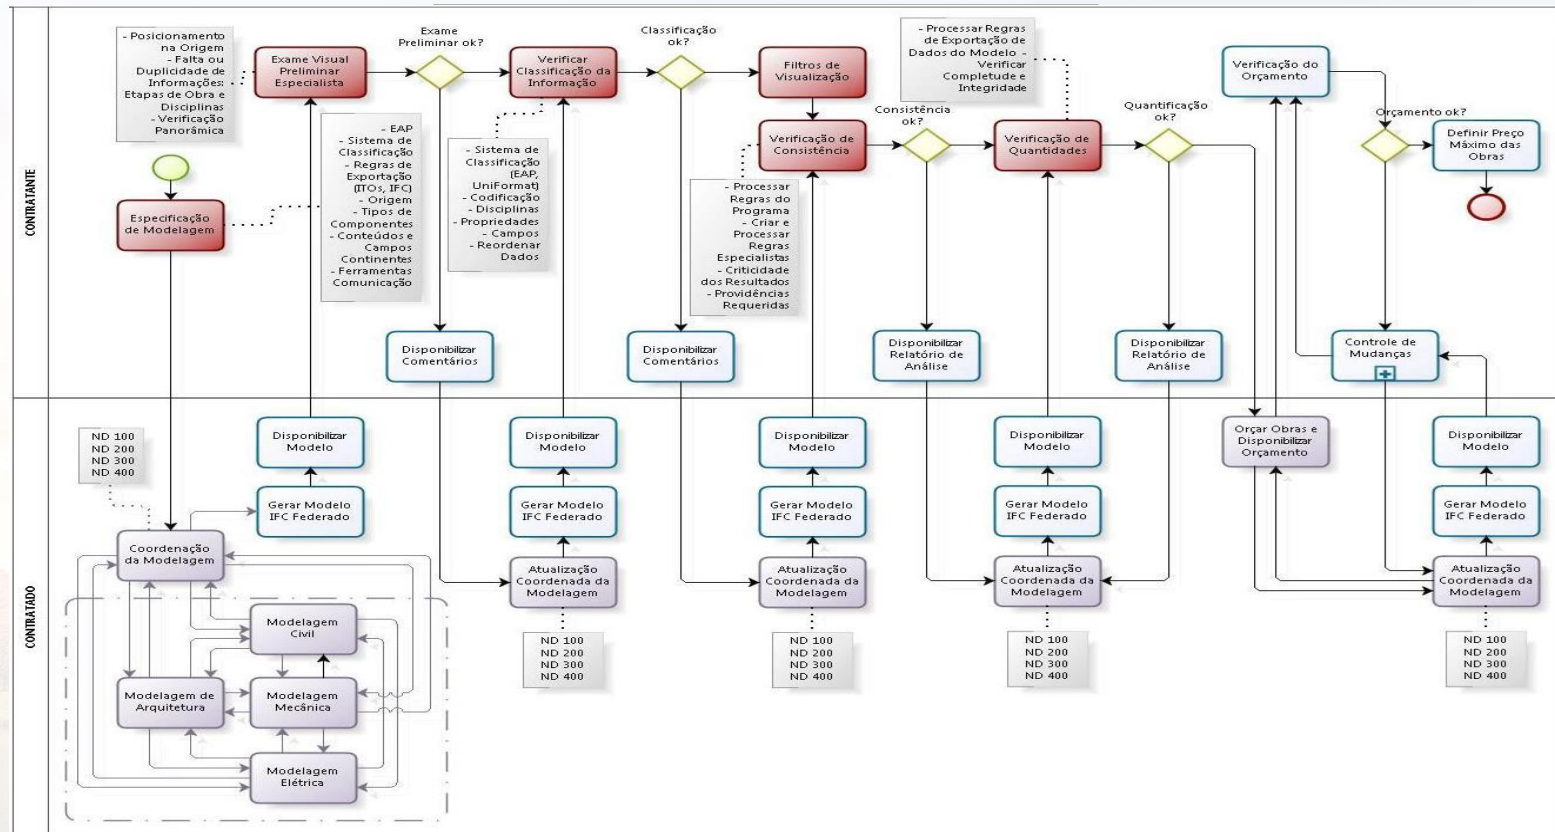 CONTRATANTE
- Posicionamento
na Origem
- Falta ou
Duplicidade de
Informações:
Etapas de Obra e
Disciplinas
- Verificação
Panorâmica
Exame Visual
Preliminar
Especialista
Exame
Preliminar ok?
Verificar
Classificação da
Informação
Classificação
ok?
Filtros de
Visualização
- Processar Regras
de Exportação de
Dados do Modelo -
Verificar
Completude e
Integridade
Verificação do
Orçamento
Orçamento ok?
Definir Preço
Máximo das
Obras
Especificação
de Modelagem
- EAP
- Sistema de
Classificação
- Regras de
Exportação
(ITOs, IFC)
- Origem
- Tipos de
Componentes
- Conteúdos e
Campos
Continentes
- Ferramentas
Comunicação
- Sistema de
Classificação
(EAP,
UniFormat)
- Codificação
- Disciplinas
- Propriedades
- Campos
- Reordenar
Dados
Verificação de
Consistência
Consistência
ok?
Verificação de
Quantidades
Quantificação
ok?
- Processar
Regras do
Programa
- Criar e
Processar
Regras
Especialistas
- Criticidade
dos Resultados
- Providências
Requeridas
Disponibilizar
Comentários
Disponibilizar
Comentários
Disponibilizar
Relatório de
Análise
Disponibilizar
Relatório de
Análise
Controle de
Mudanças
CONTRATADO
ND 100
ND 200
ND 300
ND 400
Disponibilizar
Modelo
Disponibilizar
Modelo
Disponibilizar
Modelo
Disponibilizar
Modelo
Orçar Obras e
Disponibilizar
Orçamento
Disponibilizar
Modelo
Gerar Modelo
IFC Federado
Gerar Modelo
IFC Federado
Gerar Modelo
IFC Federado
Gerar Modelo
IFC Federado
Gerar Modelo
IFC Federado
Coordenação
da Modelagem
Atualização
Coordenada da
Modelagem
Atualização
Coordenada da
Modelagem
Atualização
Coordenada da
Modelagem
Atualização
Coordenada da
Modelagem
Modelagem
Civil
Modelagem de
Arquitetura
Modelagem
Mecânica
Modelagem
Elétrica
ND 100
ND 200
ND 300
ND 400
ND 100
ND 200
ND 300
ND 400
ND 100
ND 200
ND 300
ND 400
ND 100
ND 200
ND 300
ND 400